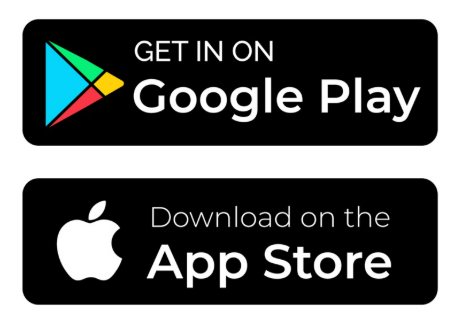 GET IN ON
Google Play
Download on the
App Store